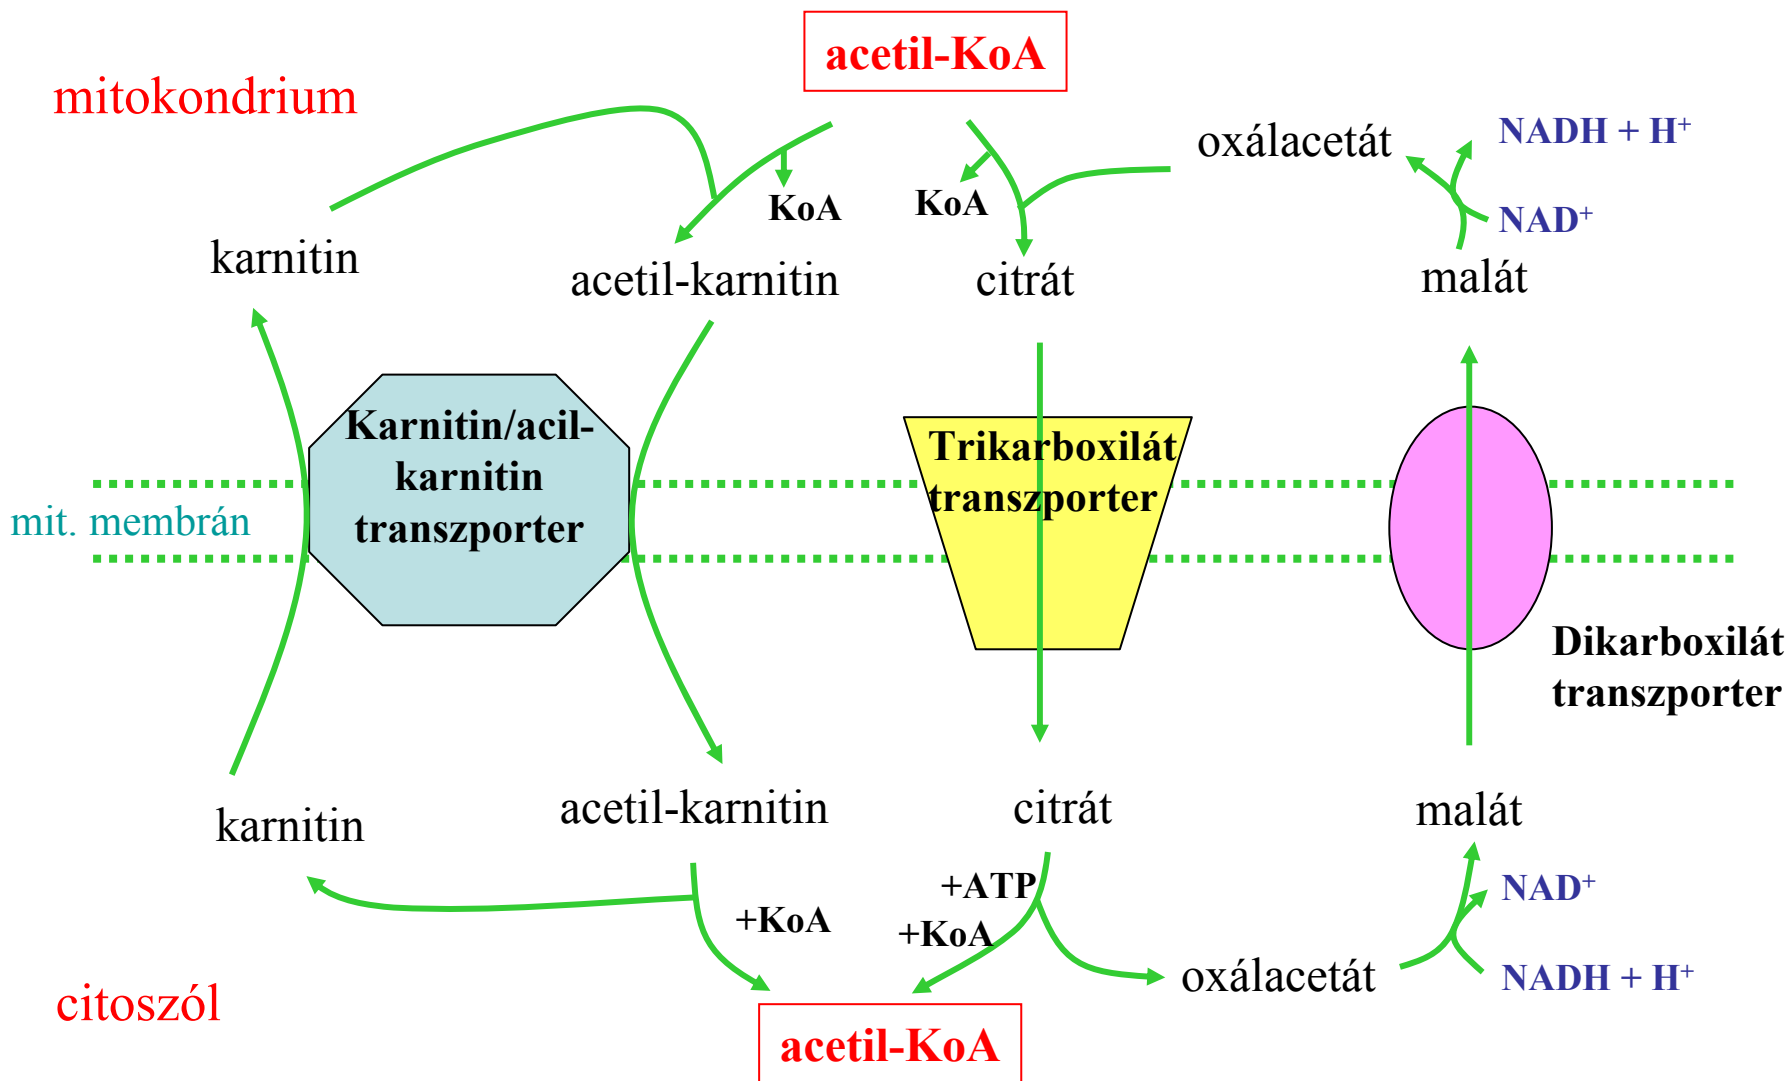 acetil-KoA
mitokondrium
oxálacetát
NADH + H⁺
KoA
KoA
NAD⁺
karnitin
acetil-karnitin
citrát
malát
Karnitin/acil-
karnitin
transzporter
Trikarboxilát
transzporter
mit. membrán
Dikarboxilát
transzporter
karnitin
acetil-karnitin
citrát
malát
+ATP
NAD⁺
+KoA
+KoA
oxálacetát
NADH + H⁺
citoszól
acetil-KoA